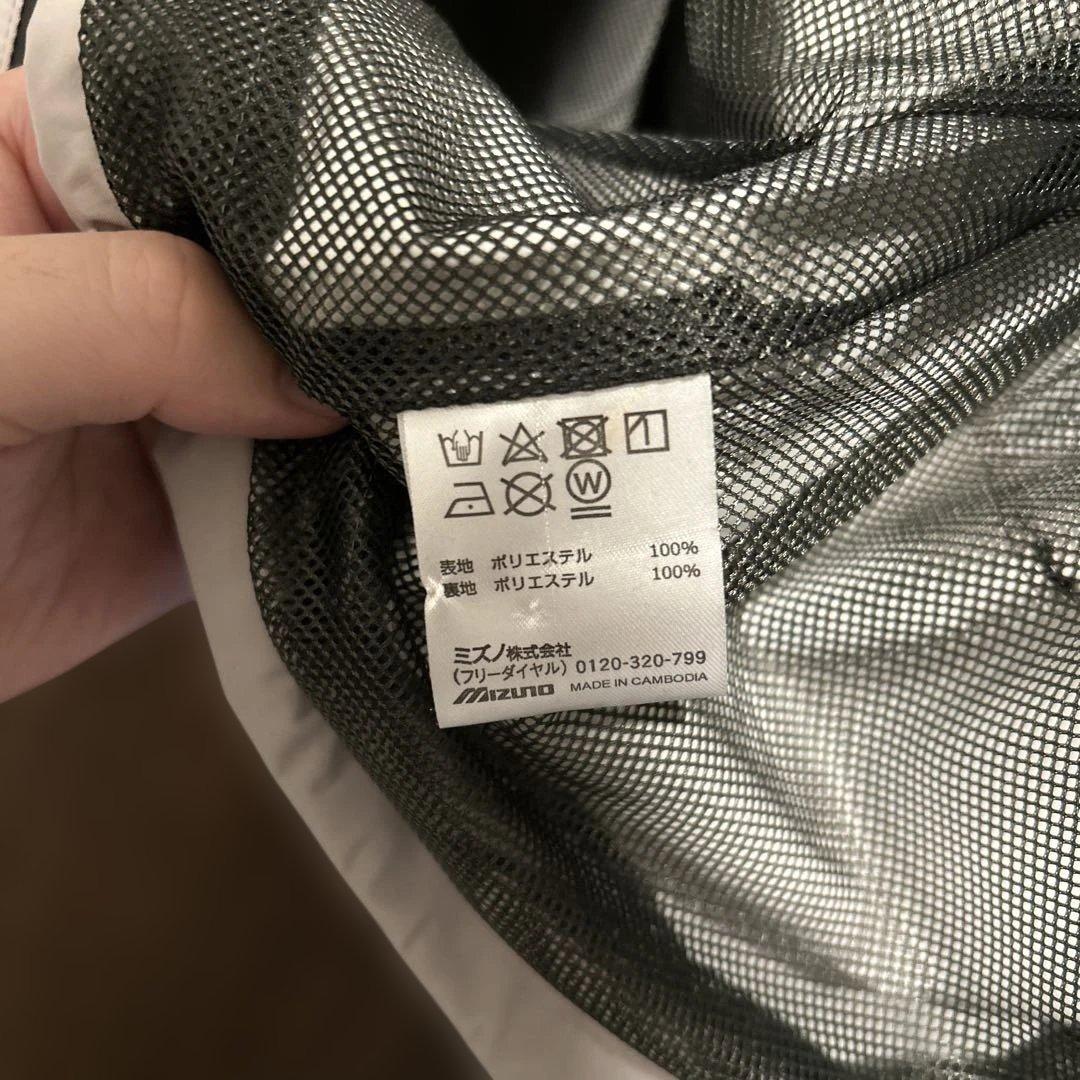 W
表地 ポリエステル 100%
裏地 ポリエステル 100%
ミズノ株式会社
(フリーダイヤル) 0120-320-799
MIZUNO MADE IN CAMBODIA